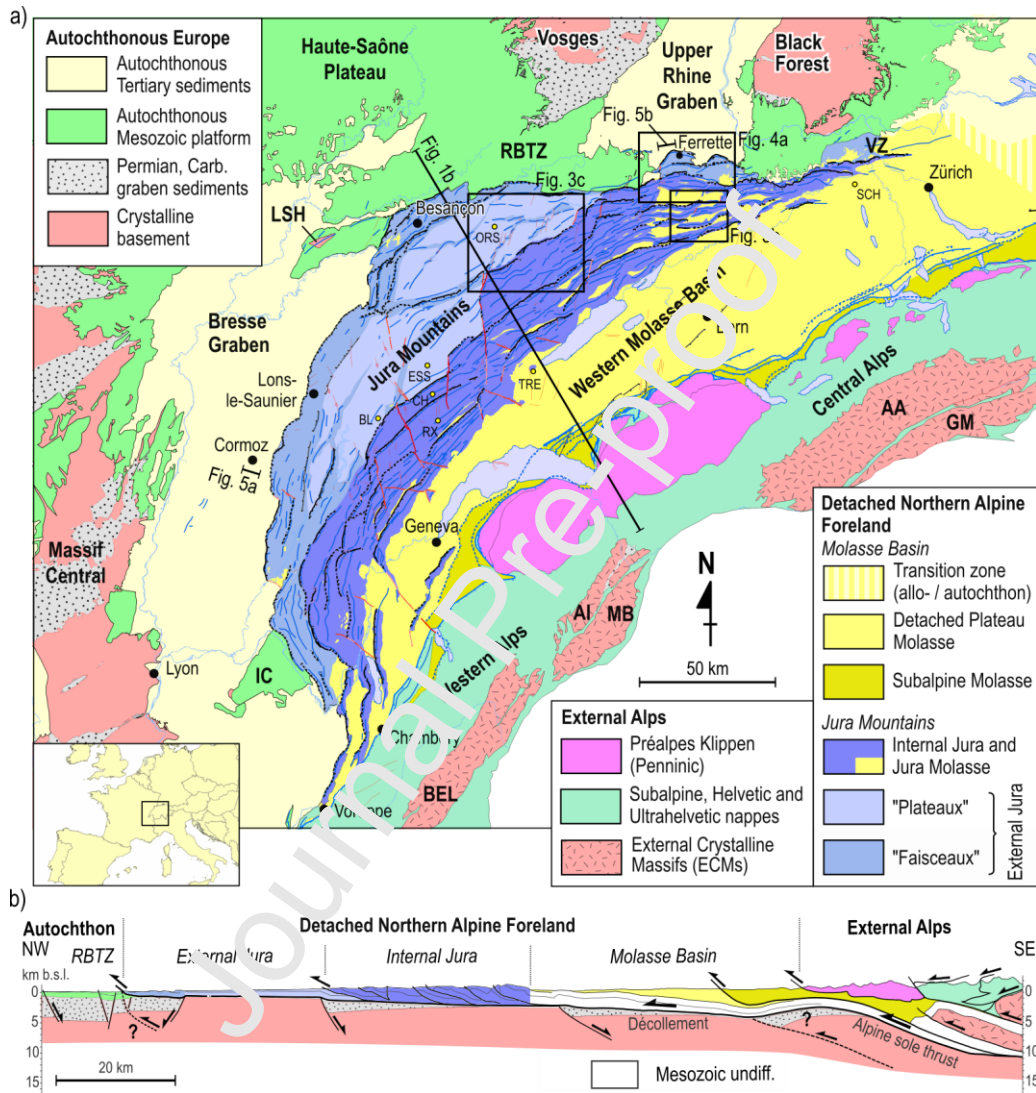 a)
Autochthonous Europe
Autochthonous
Tertiary sediments
Autochthonous
Mesozoic platform
Permian, Carb.
graben sediments
Crystalline
basement
Haute-Saône
Plateau
Vosges
Upper
Rhine
Graben
Black
Forest
Fig. 5b
Ferrette
Fig. 4a
Fig. 1b
RBTZ
VZ
Fig. 3c
Zürich
LSH
Besançon
SCH
ORS
Bresse
Graben
Jura Mountains
Western Molasse Basin
Central Alps
ESS
TRE
Lons-
le-Saunier
CH
BL
RX
AA
GM
Cormoz
Fig. 5a
Geneva
Massif
Central
N
AI
MB
50 km
Lyon
IC
BEL
Journal Pre-proof
External Alps
Préalpes Klippen
(Penninic)
Subalpine, Helvetic and
Ultrahelvetic nappes
External Crystalline
Massifs (ECMs)
Detached Northern Alpine
Foreland
Molasse Basin
Transition zone
(allo- / autochthon)
Detached Plateau
Molasse
Subalpine Molasse
Jura Mountains
Internal Jura and
Jura Molasse
"Plateaux"
"Faisceaux"
External Jura
b)
Autochthon
Detached Northern Alpine Foreland
External Alps
NW
SE
RBTZ
External Jura
Internal Jura
Molasse Basin
km b.s.l.
0
5
10
15
0
5
10
15
?
?
Décollement
Alpine sole thrust
20 km
Mesozoic undiff.